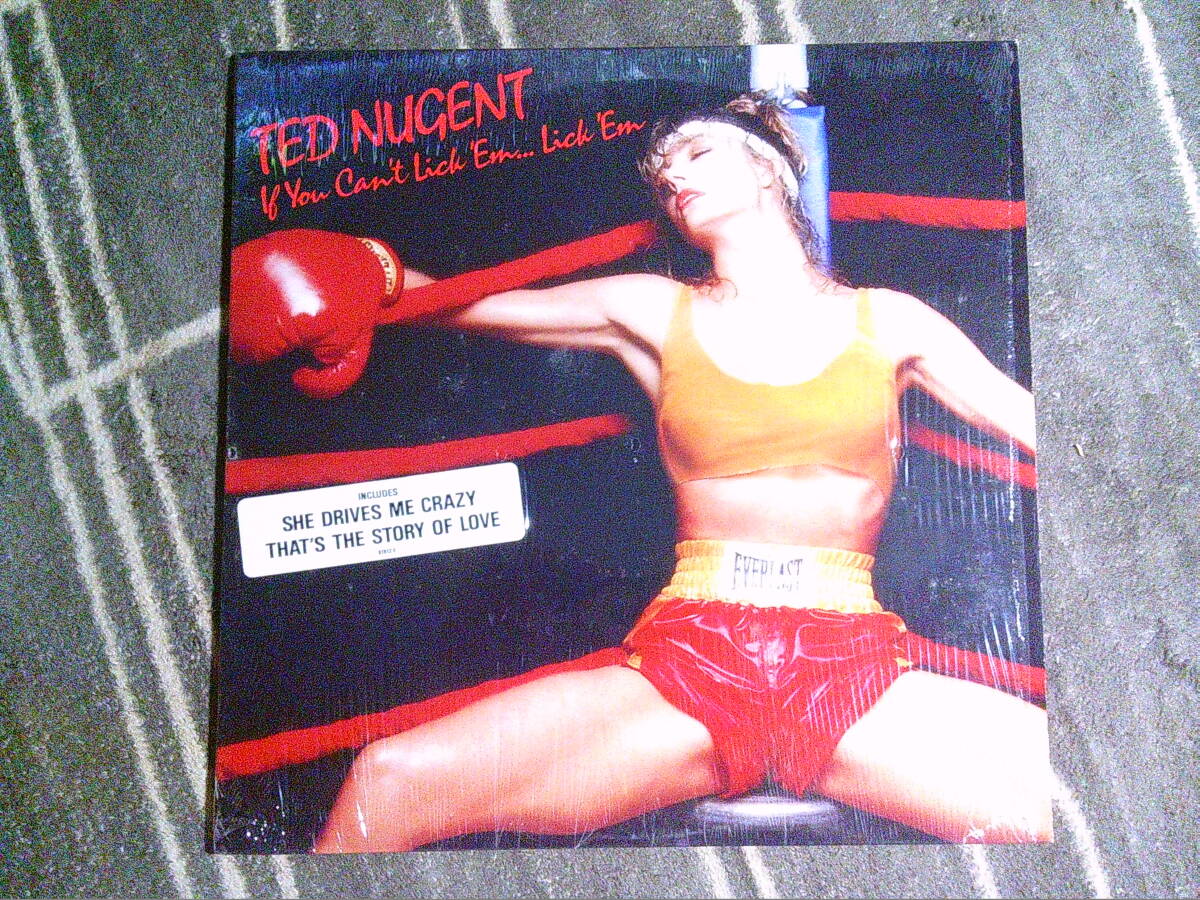 TED NUGENT
If You Can't Lick 'Em... Lick 'Em
INCLUDES
SHE DRIVES ME CRAZY
THAT'S THE STORY OF LOVE
EVERLAST